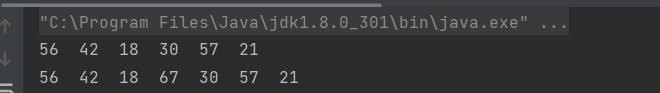 "C:\Program Files\Java\jdk1.8.0_301\bin\java.exe" ...
56  42  18  30  57  21
56  42  18  67  30  57  21